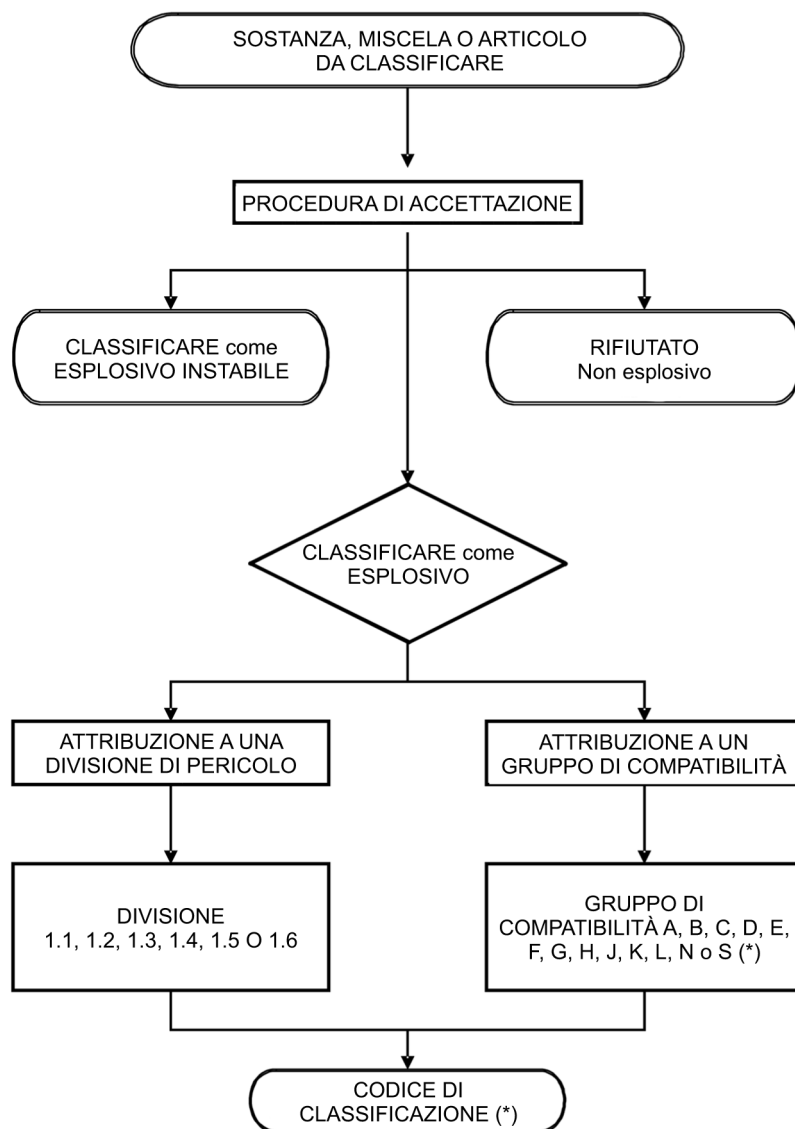 SOSTANZA, MISCELA O ARTICOLO
DA CLASSIFICARE
PROCEDURA DI ACCETTAZIONE
CLASSIFICARE come
ESPLOSIVO INSTABILE
RIFIUTATO
Non esplosivo
CLASSIFICARE come
ESPLOSIVO
ATTRIBUZIONE A UNA
DIVISIONE DI PERICOLO
ATTRIBUZIONE A UN
GRUPPO DI COMPATIBILITÀ
DIVISIONE
1.1, 1.2, 1.3, 1.4, 1.5 O 1.6
GRUPPO DI
COMPATIBILITÀ A, B, C, D, E,
F, G, H, J, K, L, N o S (*)
CODICE DI
CLASSIFICAZIONE (*)